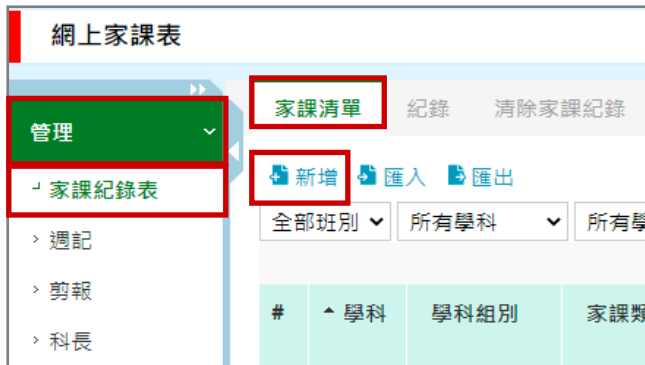 網上家課表
管理
家課紀錄表
週記
剪報
科長
家課清單 紀錄 清除家課紀錄
新增 匯入 匯出
全部班別 所有學科 所有
# 學科 學科組別 家課